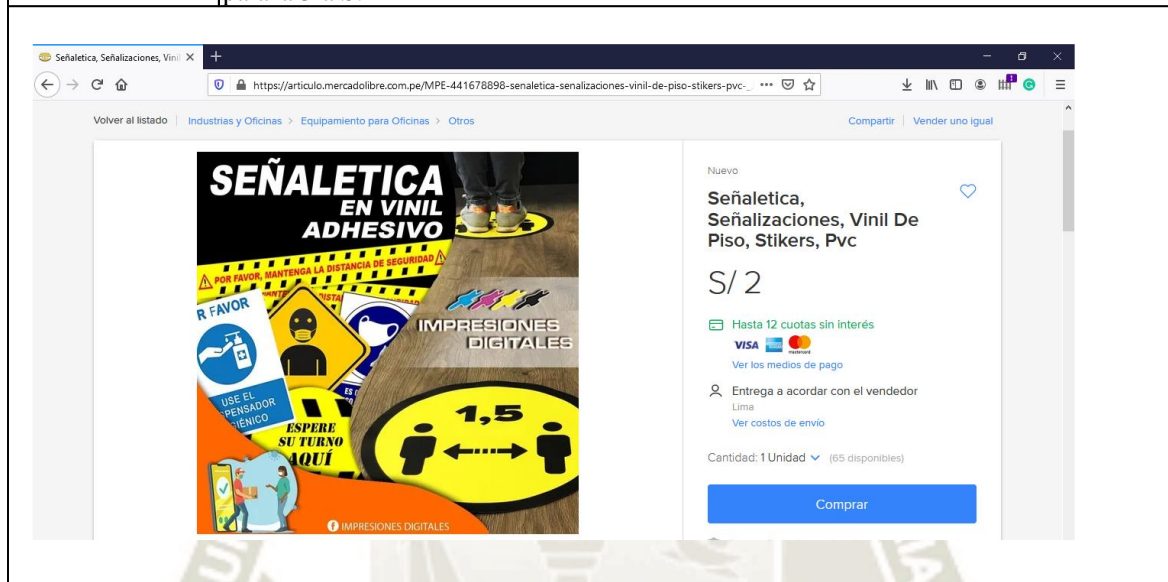 Señaletica, Señalizaciones, Vinil
https://articulo.mercadolibre.com.pe/MPE-441678898-senaletica-senalizaciones-vinil-de-piso-stikers-pvc-_
Volver al listado Industrias y Oficinas > Equipamiento para Oficinas > Otros Compartir Vender uno igual
SEÑALETICA
EN VINIL
ADHESIVO
POR FAVOR, MANTENGA LA DISTANCIA DE SEGURIDAD
R FAVOR
IMPRESIONES
DIGITALES
USE EL
ESPERE
SU TURNO
AQUÍ
1,5
IMPRESIONES DIGITALES
Nuevo
Señaletica,
Señalizaciones, Vinil De
Piso, Stikers, Pvc
S/ 2
Hasta 12 cuotas sin interés
VISA
Ver los medios de pago
Entrega a acordar con el vendedor
Lima
Ver costos de envío
Cantidad: 1 Unidad (65 disponibles)
Comprar